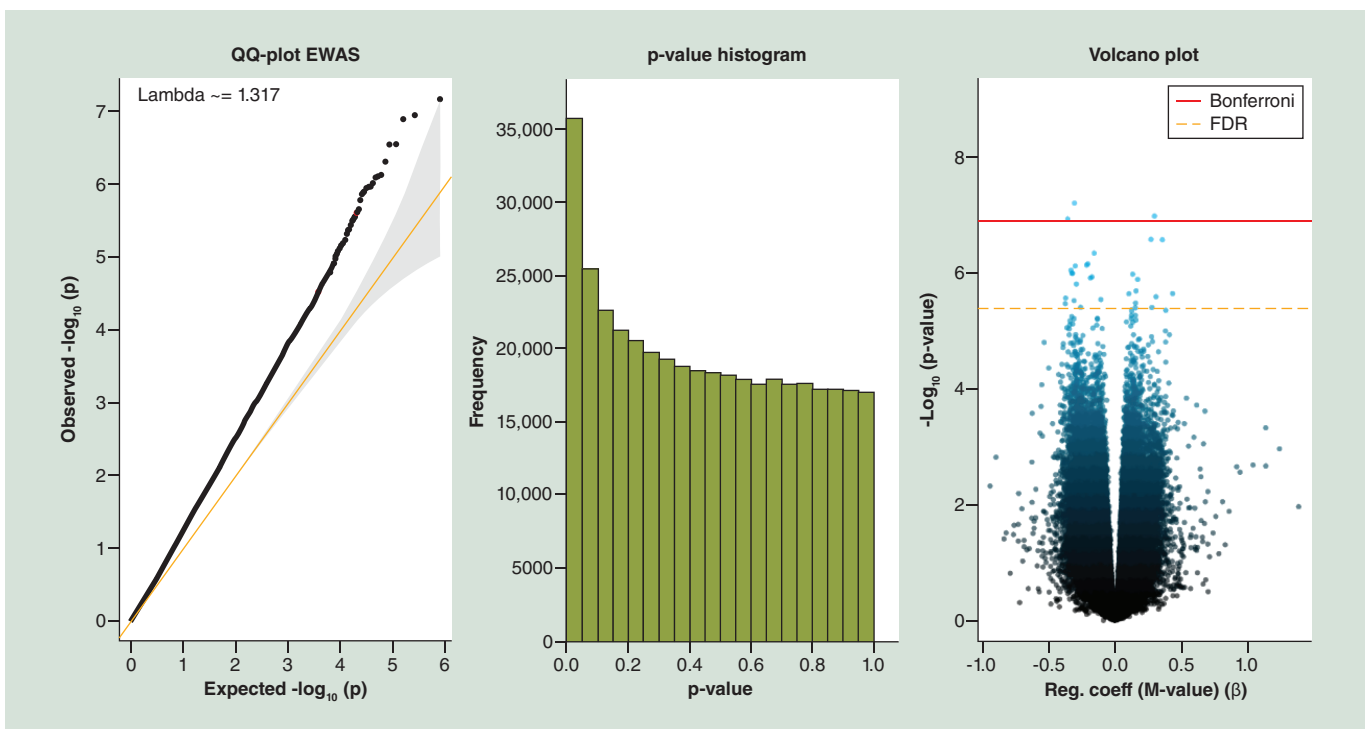 QQ-plot EWAS
Lambda ~= 1.317
7
6
5
4
3
2
1
0
Observed -log10 (p)
0 1 2 3 4 5 6
Expected -log10 (p)
p-value histogram
35,000
30,000
25,000
20,000
15,000
10,000
5000
0
Frequency
0.0 0.2 0.4 0.6 0.8 1.0
p-value
Volcano plot
Bonferroni
FDR
8
6
4
2
0
-Log10 (p-value)
-1.0 -0.5 0.0 0.5 1.0
Reg. coeff (M-value) (β)